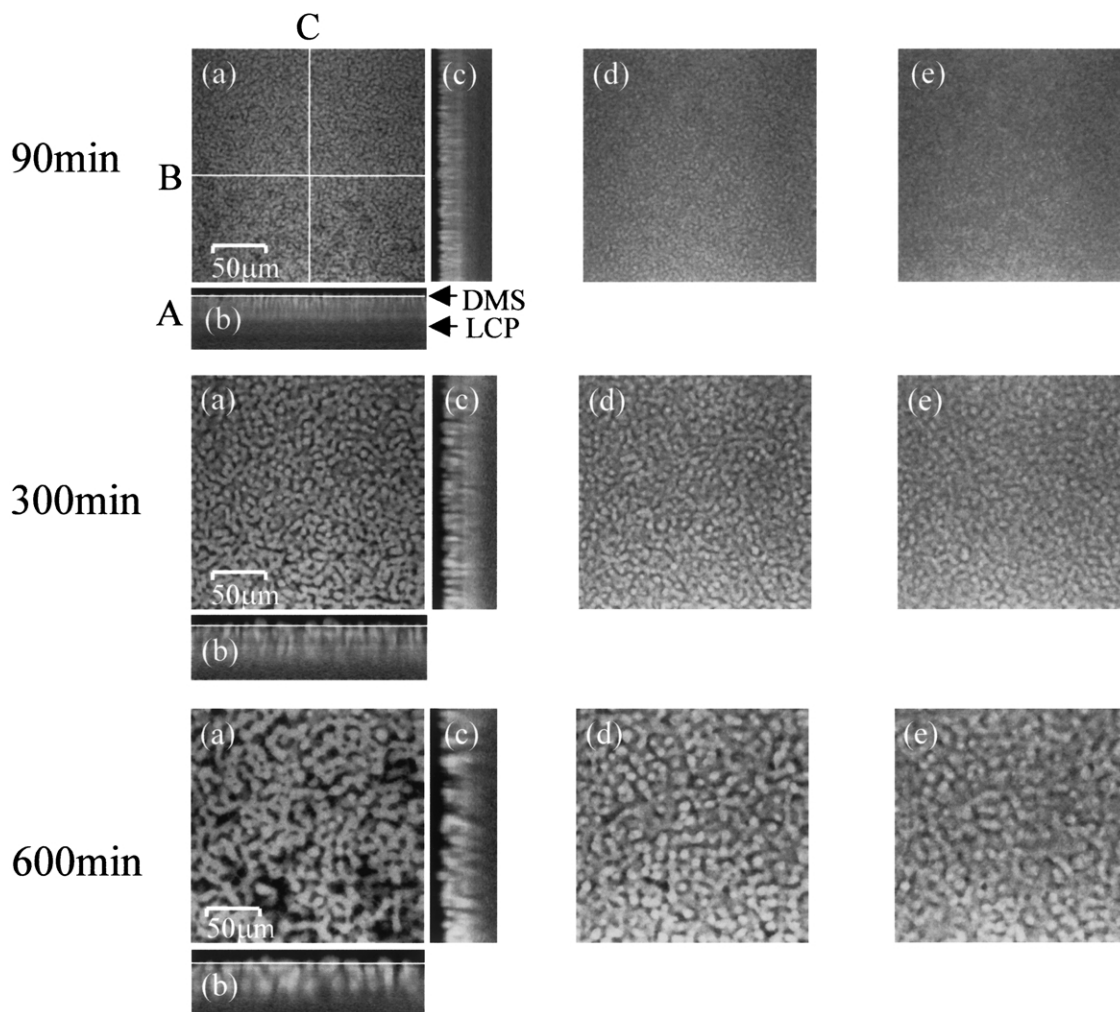 C
(a)
(c)
(d)
(e)
90min
B
50μm
DMS
A
(b)
LCP
(a)
(c)
(d)
(e)
300min
50μm
(b)
(a)
(c)
(d)
(e)
600min
50μm
(b)